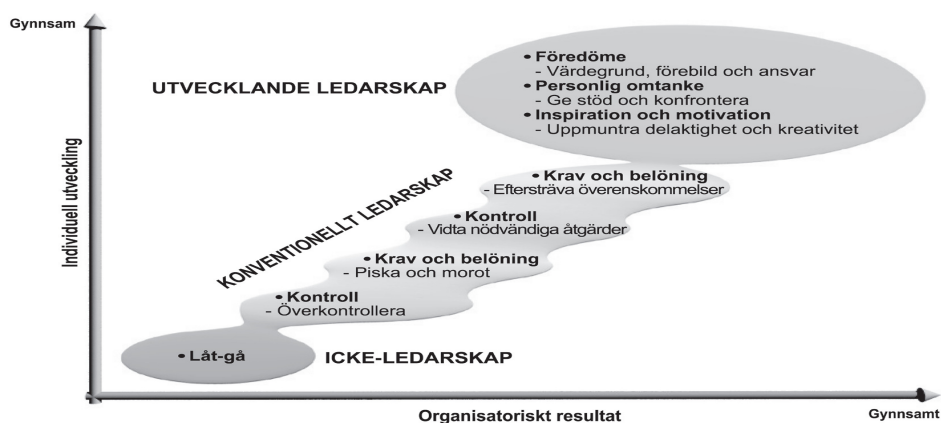 Gynnsam
• Föredöme
- Värdegrund, förebild och ansvar
UTVECKLANDE LEDARSKAP
• Personlig omtanke
- Ge stöd och konfrontera
• Inspiration och motivation
- Uppmuntra delaktighet och kreativitet
Individuell utveckling
KONVENTIONELLT LEDARSKAP
• Krav och belöning
- Eftersträva överenskommelser
• Kontroll
- Vidta nödvändiga åtgärder
• Krav och belöning
- Piska och morot
• Kontroll
- Överkontrollera
• Låt-gå
ICKE-LEDARSKAP
Organisatoriskt resultat
Gynnsamt